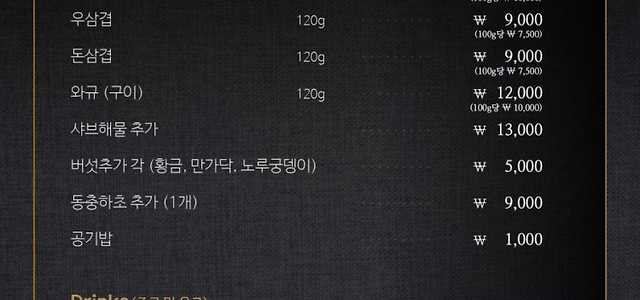 우삼겹 120g ₩ 9,000
(100g당 ₩ 7,500)
돈삼겹 120g ₩ 9,000
(100g당 ₩ 7,500)
와규 (구이) 120g ₩ 12,000
(100g당 ₩ 10,000)
샤브해물 추가 ₩ 13,000
버섯추가 각 (황금, 만가닥, 노루궁뎅이) ₩ 5,000
동충하초 추가 (1개) ₩ 9,000
공기밥 ₩ 1,000
Drinks